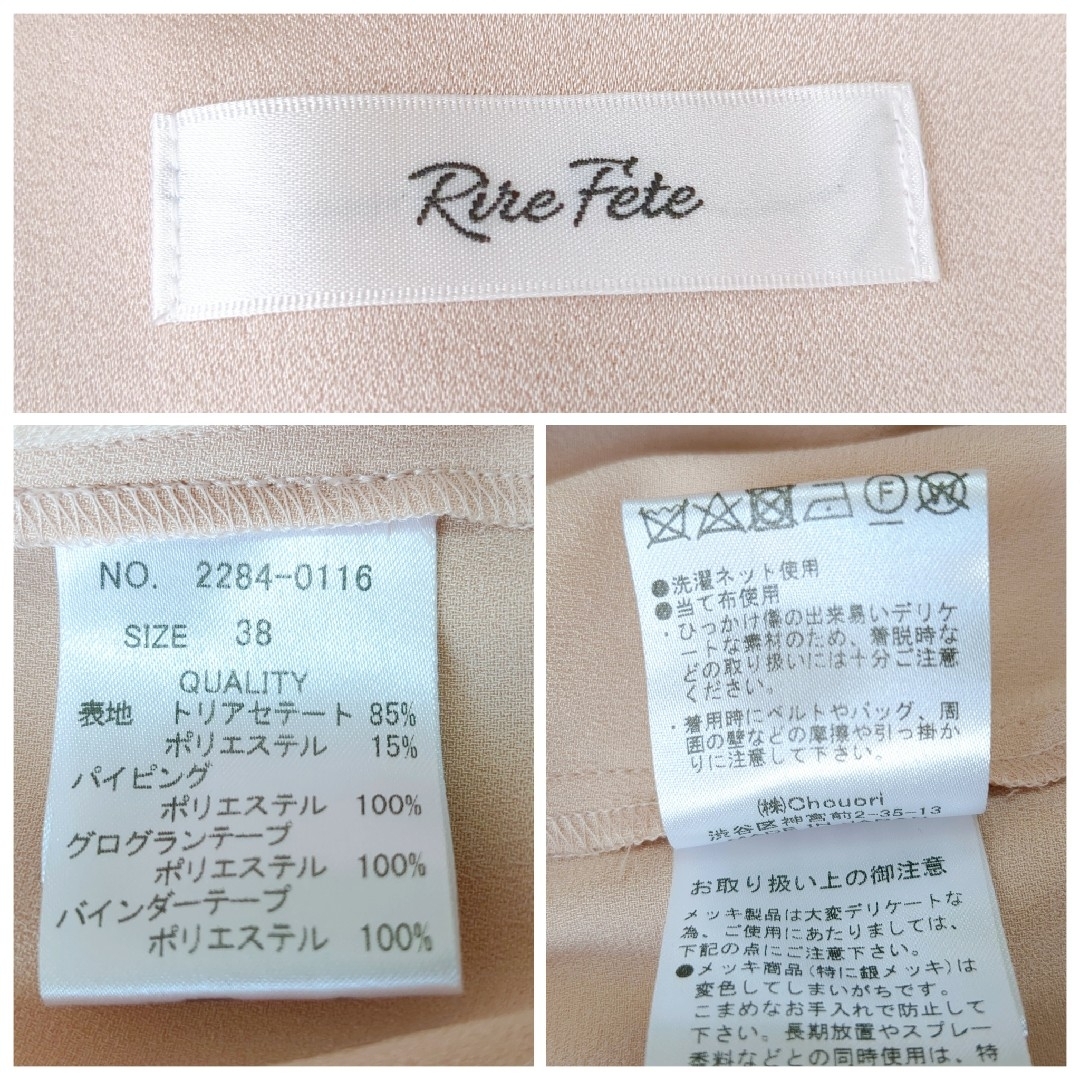 Rire Fete
NO. 2284-0116
SIZE 38
QUALITY
表地 トリアセテート 85%
ポリエステル 15%
パイピング
ポリエステル 100%
グログランテープ
ポリエステル 100%
バインダーテープ
ポリエステル 100%
F
W
●洗濯ネット使用
●当て布使用
・ひっかけ傷の出来易いデリケ
ートな素材のため、着脱時な
どの取り扱いには十分ご注意
ください。
・着用時にベルトやバッグ、周
囲の壁などの摩擦や引っ掛か
りに注意して下さい。
(株)Chouori
渋谷区神宮前2-35-13
お取り扱い上の御注意
メッキ製品は大変デリケートな
為、ご使用にあたりましては、
下記の点にご注意下さい。
●メッキ商品(特に銀メッキ)は
変色してしまいがちです。
こまめなお手入れで防止して
下さい。長期放置やスプレー
香料などとの同時使用は、特